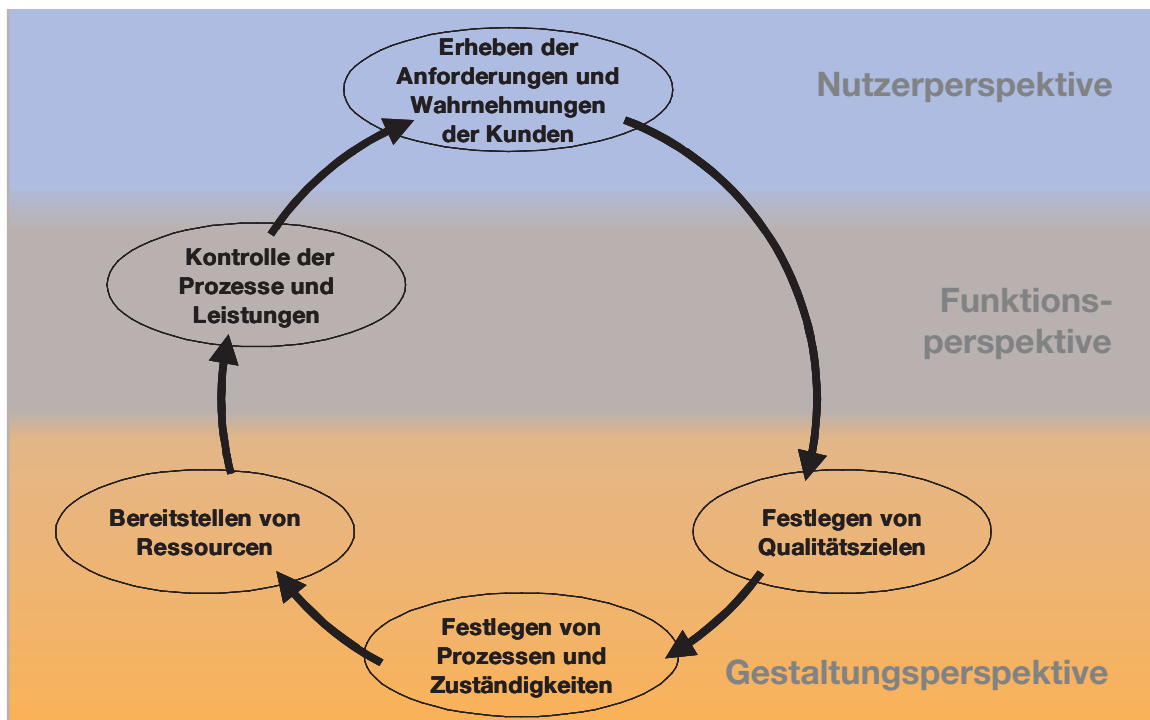 Erheben der
Anforderungen und
Wahrnehmungen
der Kunden
Nutzerperspektive
Kontrolle der
Prozesse und
Leistungen
Funktions-
perspektive
Bereitstellen von
Ressourcen
Festlegen von
Qualitätszielen
Festlegen von
Prozessen und
Zuständigkeiten
Gestaltungsperspektive